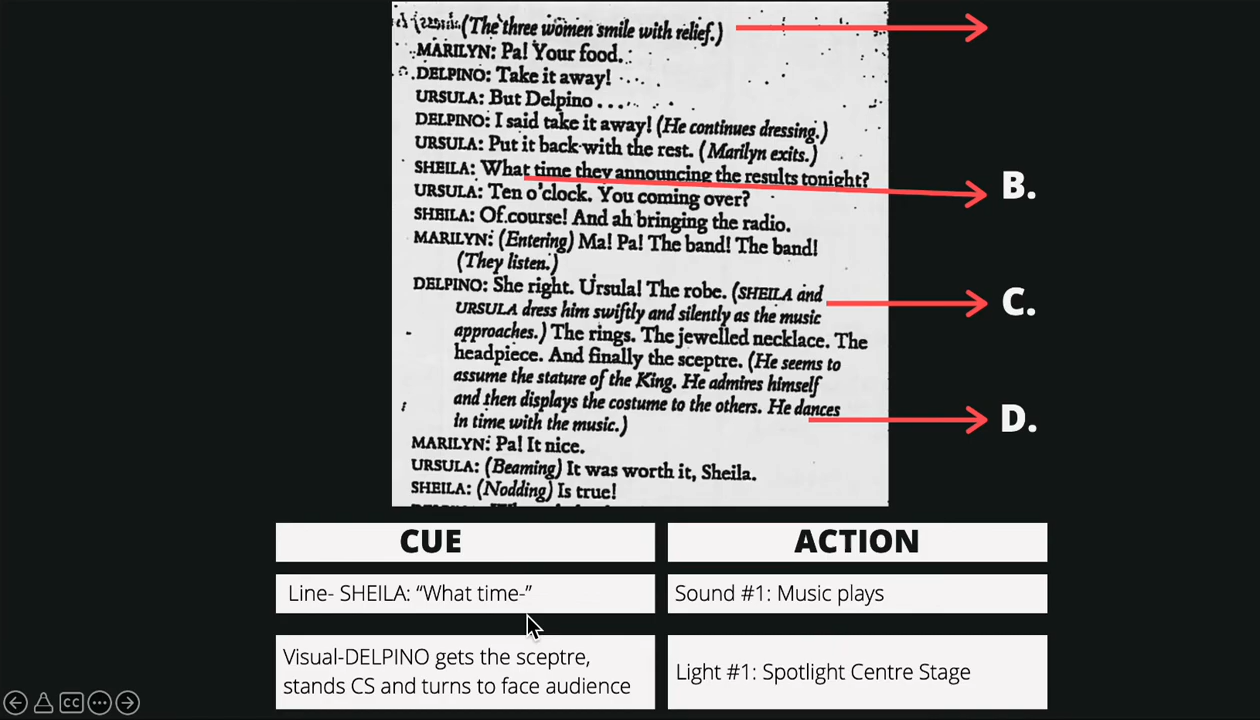 (The three women smile with relief.)
MARILYN: Pa! Your food.
DELPINO: Take it away!
URSULA: But Delpino . . .
DELPINO: I said take it away! (He continues dressing.)
URSULA: Put it back with the rest. (Marilyn exits.)
SHEILA: What time they announcing the results tonight?
B.
URSULA: Ten o'clock. You coming over?
SHEILA: Of course! And ah bringing the radio.
MARILYN: (Entering) Ma! Pa! The band! The band!
(They listen.)
DELPINO: She right. Ursula! The robe. (SHEILA and
C.
URSULA dress him swiftly and silently as the music
approaches.) The rings. The jewelled necklace. The
headpiece. And finally the sceptre. (He seems to
assume the stature of the King. He admires himself
and then displays the costume to the others. He dances
D.
in time with the music.)
MARILYN: Pa! It nice.
URSULA: (Beaming) It was worth it, Sheila.
SHEILA: (Nodding) Is true!
CUE
ACTION
Line- SHEILA: “What time-”
Sound #1: Music plays
Visual-DELPINO gets the sceptre,
stands CS and turns to face audience
Light #1: Spotlight Centre Stage
CC